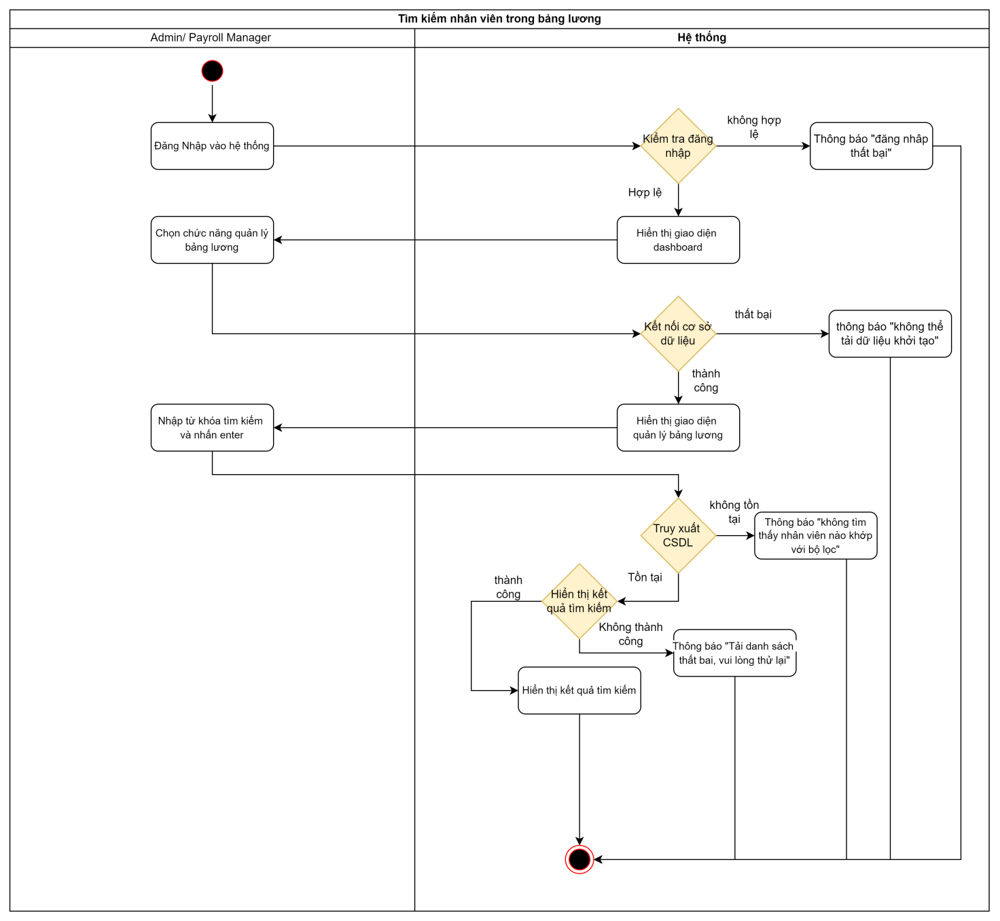 Tìm kiếm nhân viên trong bảng lương
Admin/ Payroll Manager
Hệ thống
Đăng Nhập vào hệ thống
Kiểm tra đăng
nhập
không hợp
lệ
Thông báo "đăng nhâp
thất bại"
Hợp lệ
Chọn chức năng quản lý
bảng lương
Hiển thị giao diện
dashboard
Kết nối cơ sở
dữ liệu
thất bại
thông báo "không thể
tải dữ liệu khởi tạo"
thành
công
Nhập từ khóa tìm kiếm
và nhấn enter
Hiển thị giao diện
quản lý bảng lương
Truy xuất
CSDL
không tồn
tại
Thông báo "không tìm
thấy nhân viên nào khớp
với bộ lọc"
Tồn tại
thành
công
Hiển thị kết
quả tìm kiếm
Không thành
công
Thông báo "Tải danh sách
thất bai, vui lòng thử lại"
Hiển thị kết quả tìm kiếm